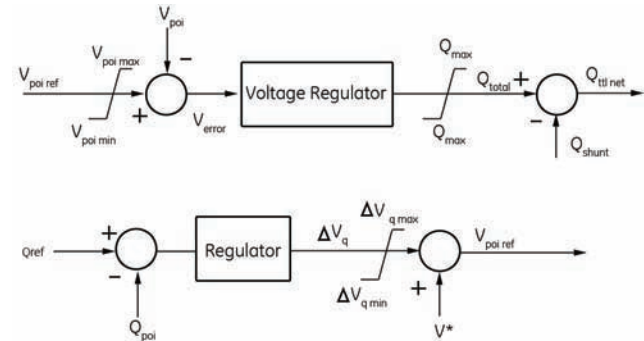 V poi
V poi ref
V poi max
V poi min
V error
Voltage Regulator
Q max
Q max
Q total
Q ttl net
Q shunt
Qref
Q poi
Regulator
ΔV q
ΔV q max
ΔV q min
V poi ref
V*